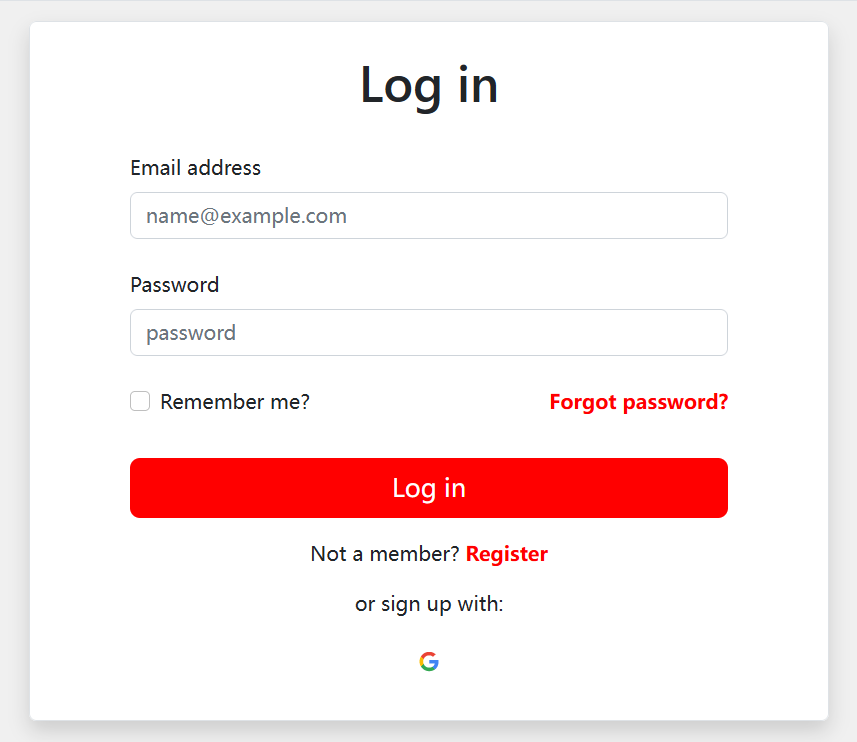 Log in
Email address
name@example.com
Password
password
Remember me? Forgot password?
Log in
Not a member? Register
or sign up with:
G